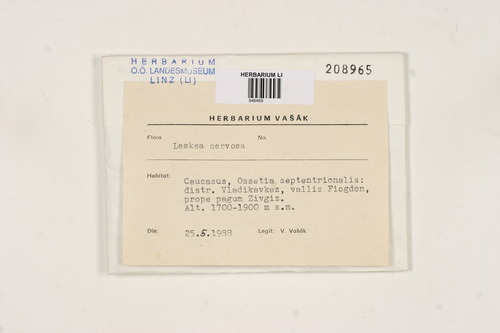 HERBARIUM
O.Ö. LANDESMUSEUM
LINZ (LI)
HERBARIUM LI
208965
HERBARIUM VAŠÁK
Flora No.
Leskea nervosa
Habitat:
Caucasus, Ossetia septentrionalis:
distr. Vladikavkaz, vallis Fiogdon,
prope pagum Zivgiz.
Alt. 1700-1900 m s.m.
Die: 25.5.1988 Legit: V. Vašák